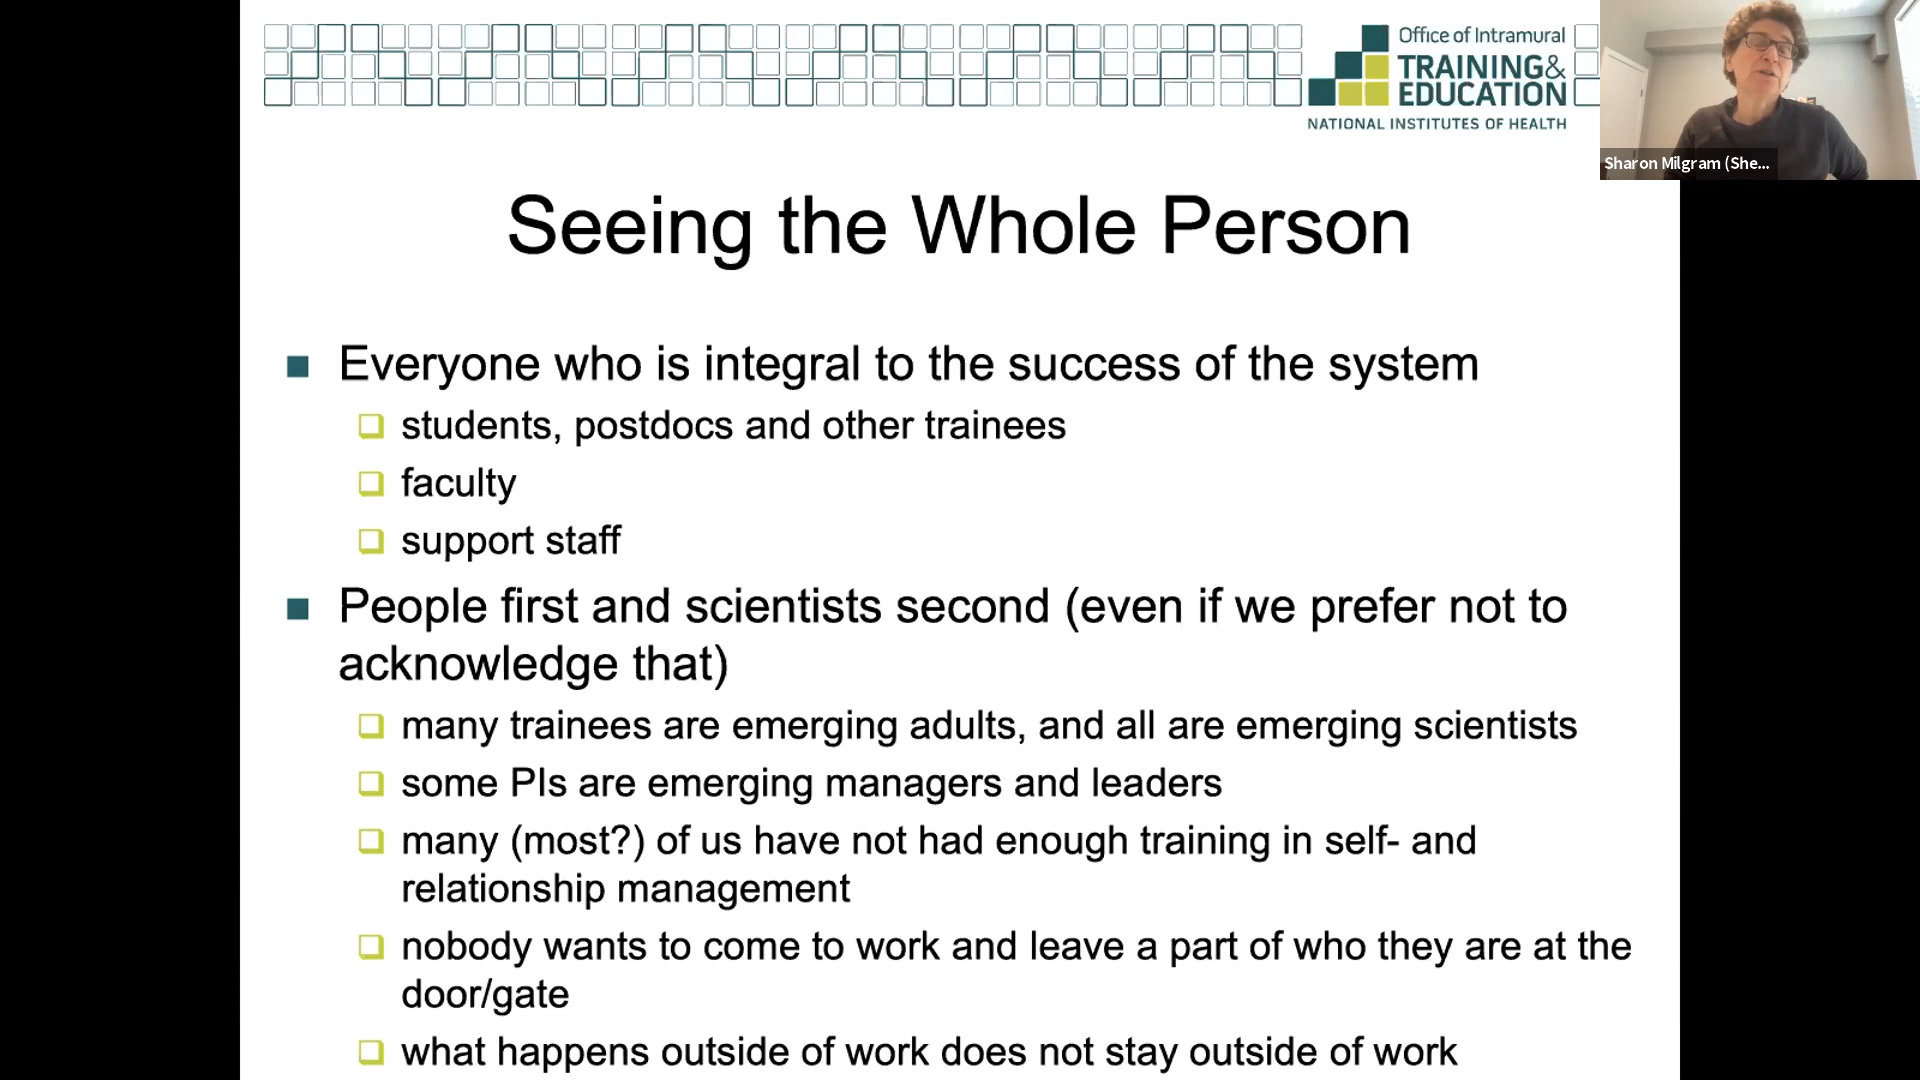 Office of Intramural
TRAINING&
EDUCATION
NATIONAL INSTITUTES OF HEALTH
Sharon Milgram (She...
Seeing the Whole Person
Everyone who is integral to the success of the system
students, postdocs and other trainees
faculty
support staff
People first and scientists second (even if we prefer not to
acknowledge that)
many trainees are emerging adults, and all are emerging scientists
some PIs are emerging managers and leaders
many (most?) of us have not had enough training in self- and
relationship management
nobody wants to come to work and leave a part of who they are at the
door/gate
what happens outside of work does not stay outside of work